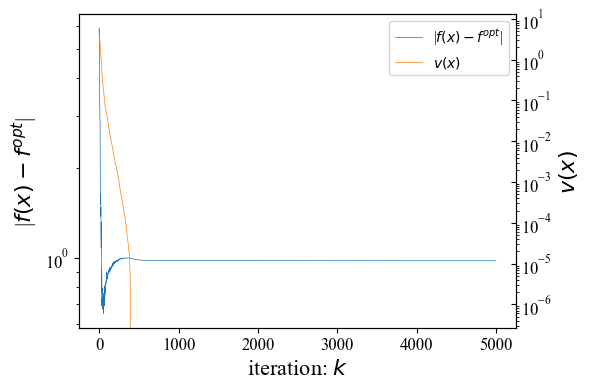 |f(x) − f^{opt}|
v(x)
10^0
|f(x) − f^{opt}|
10^1
10^0
10^{−1}
10^{−2}
10^{−3}
10^{−4}
10^{−5}
10^{−6}
v(x)
0 1000 2000 3000 4000 5000
iteration: k